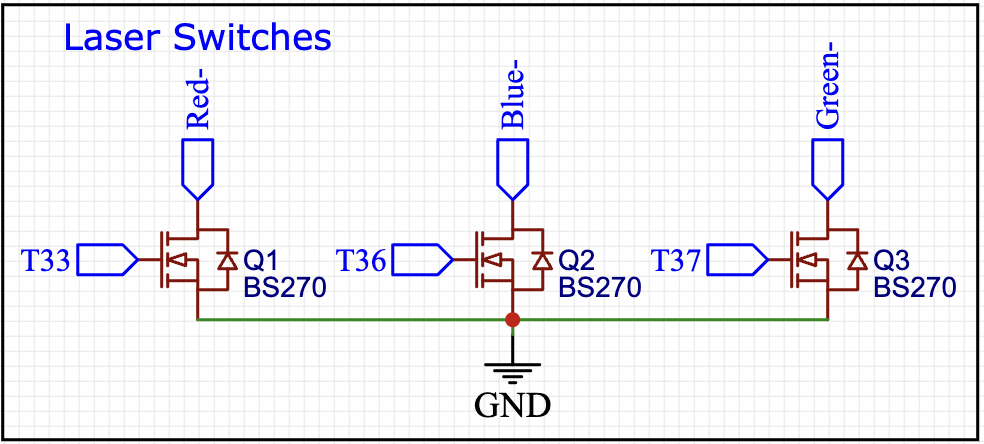 Laser Switches
Red-
Blue-
Green-
T33
Q1
BS270
T36
Q2
BS270
T37
Q3
BS270
GND